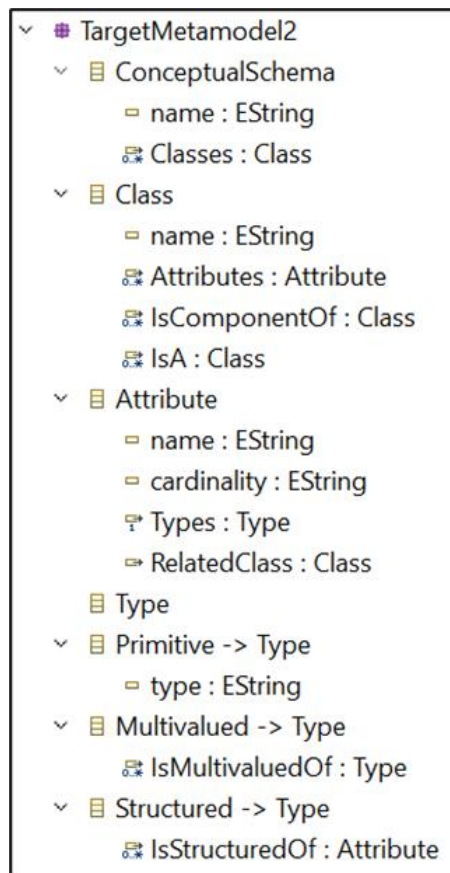 TargetMetamodel2
ConceptualSchema
name : EString
Classes : Class
Class
name : EString
Attributes : Attribute
IsComponentOf : Class
IsA : Class
Attribute
name : EString
cardinality : EString
Types : Type
RelatedClass : Class
Type
Primitive -> Type
type : EString
Multivalued -> Type
IsMultivaluedOf : Type
Structured -> Type
IsStructuredOf : Attribute